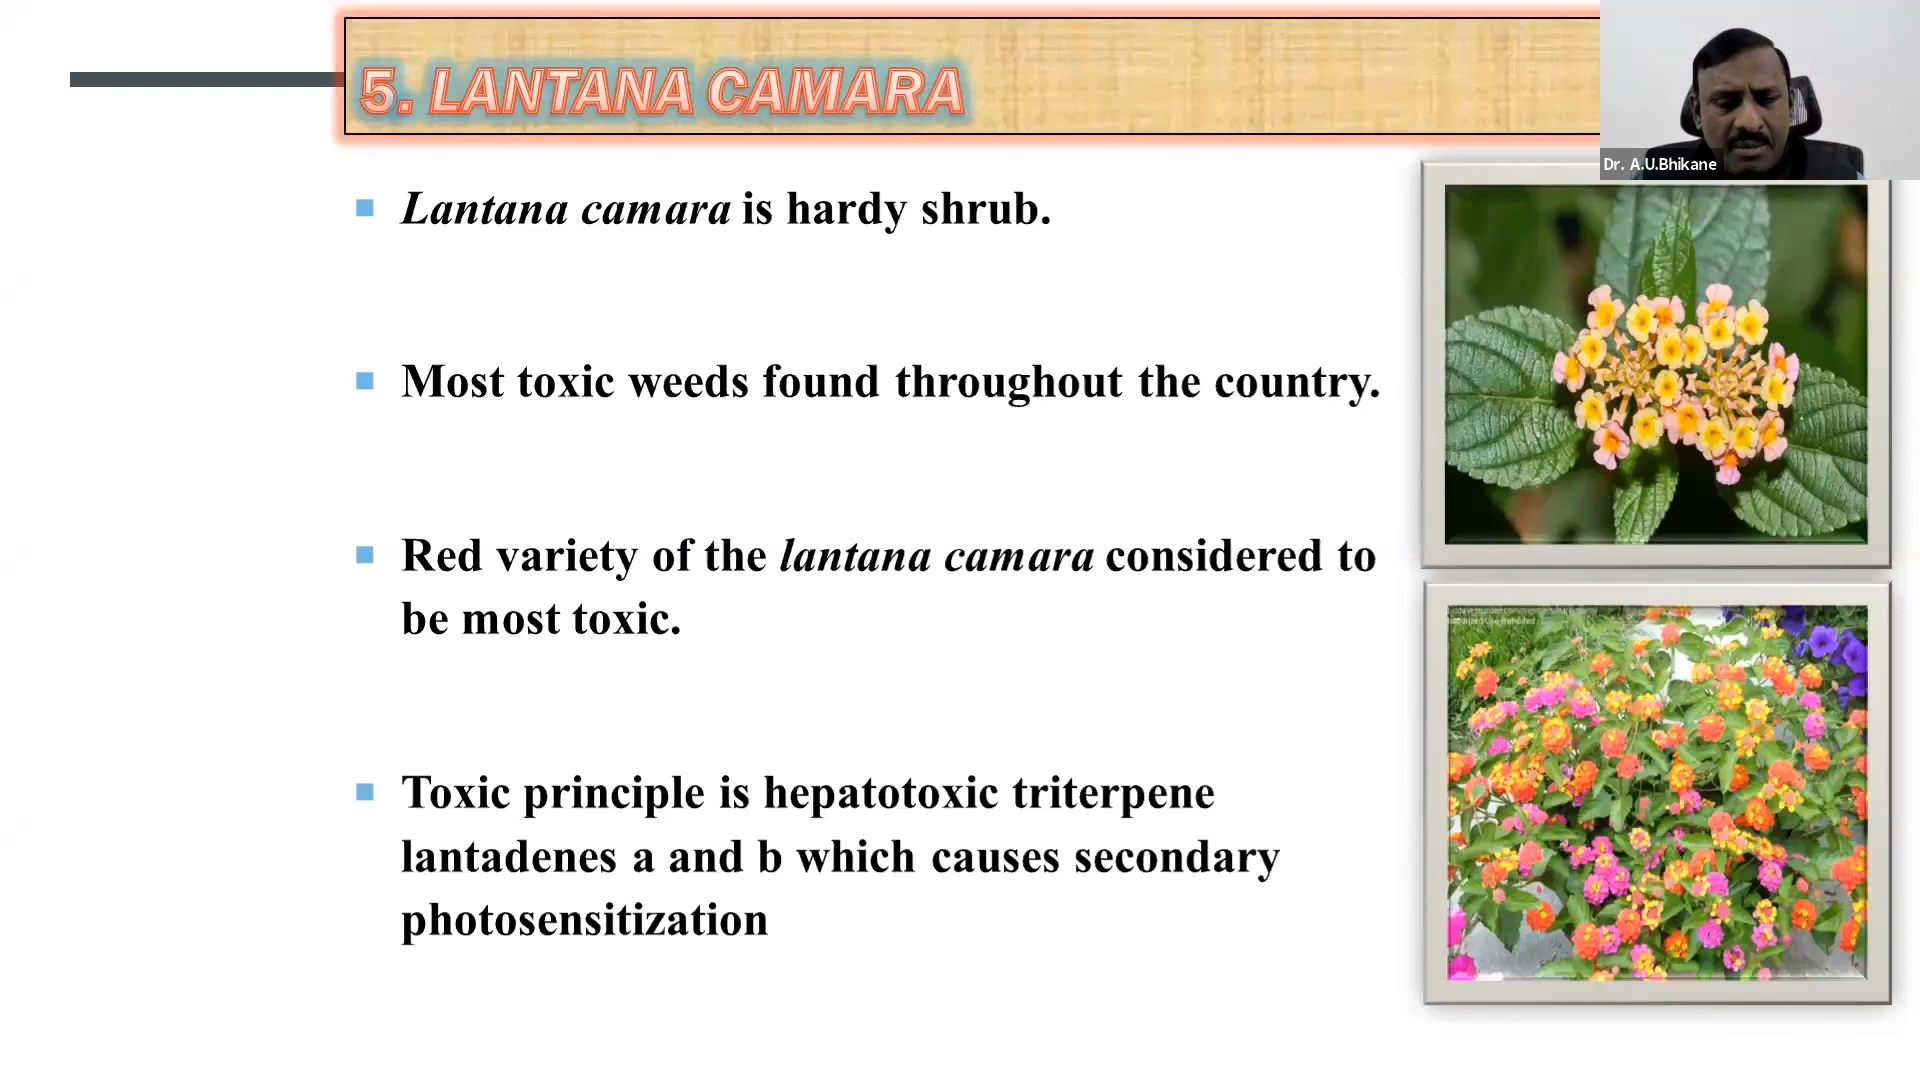 5. LANTANA CAMARA
Dr. A.U.Bhikane
Lantana camara is hardy shrub.
Most toxic weeds found throughout the country.
Red variety of the lantana camara considered to
be most toxic.
Toxic principle is hepatotoxic triterpene
lantadenes a and b which causes secondary
photosensitization